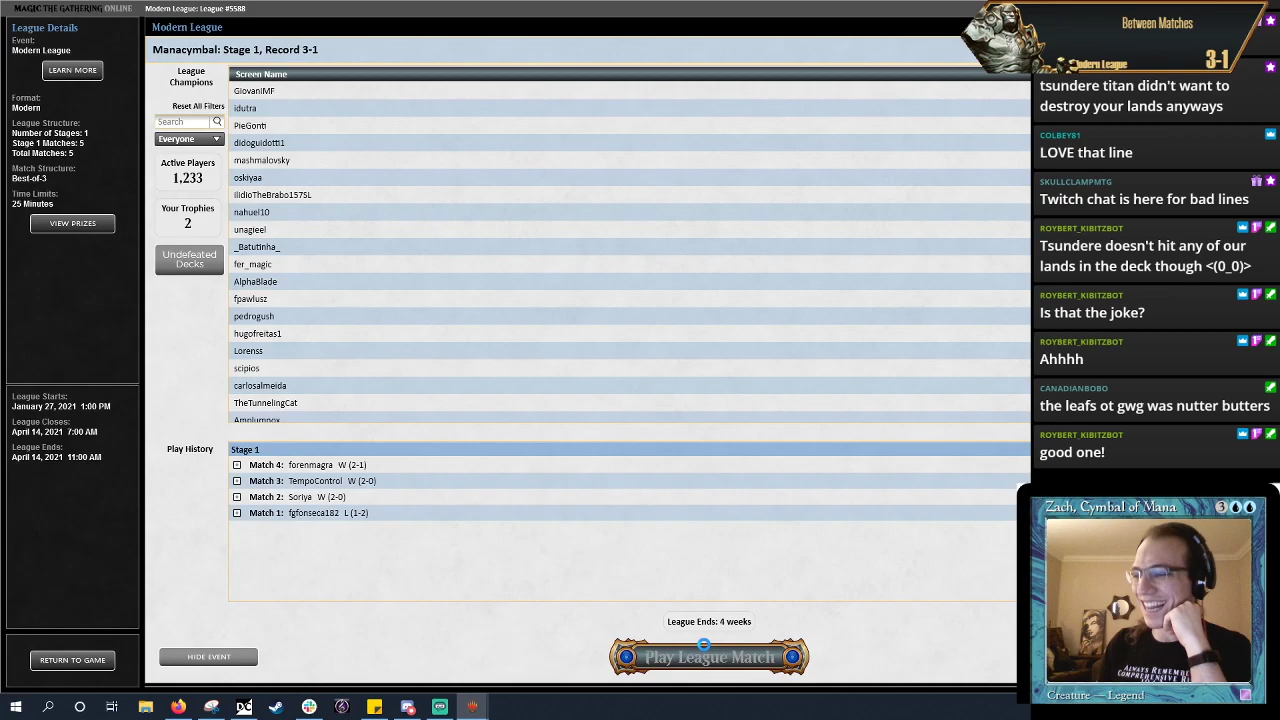 MAGIC THE GATHERING ONLINE
Modern League: League #5588
League Details
Event:
Modern League
LEARN MORE
Format:
Modern
League Structure:
Number of Stages: 1
Stage 1 Matches: 5
Total Matches: 5
Match Structure:
Best-of-3
Time Limits:
25 Minutes
VIEW PRIZES
League Starts:
January 27, 2021 1:00 PM
League Closes:
April 14, 2021 7:00 AM
League Ends:
April 14, 2021 11:00 AM
RETURN TO GAME
Modern League
Manacymbal: Stage 1, Record 3-1
League
Champions
Reset All Filters
Search
Everyone
Active Players
1,233
Your Trophies
2
Undefeated
Decks
Screen Name
GiovaniMF
idutra
PieGonti
didoguidotti1
mashmalovsky
oskiyaa
ilidioTheBrabo157SL
nahuel10
unagieel
_Batutinha_
fer_magic
AlphaBlade
fpawlusz
pedrogush
hugofreitas1
Lorenss
scipios
carlosalmeida
TheTunnelingCat
Play History
Stage 1
Match 4: forenmagra W (2-1)
Match 3: TempoControl W (2-0)
Match 2: Soriya W (2-0)
Match 1: fgfonseca182 L (1-2)
League Ends: 4 weeks
HIDE EVENT
Play League Match
Between Matches
Modern League
3-1
tsundere titan didn't want to
destroy your lands anyways
COLBEY81
LOVE that line
SKULLCLAMPMTG
Twitch chat is here for bad lines
ROYBERT_KIBITZBOT
Tsundere doesn't hit any of our
lands in the deck though <(0_0)>
ROYBERT_KIBITZBOT
Is that the joke?
ROYBERT_KIBITZBOT
Ahhhh
CANADIANBOBO
the leafs ot gwg was nutter butters
ROYBERT_KIBITZBOT
good one!
Zach, Cymbal of Mana 3
ALWAYS REMEMBER
COMPREHENSIVE
Creature — Legend